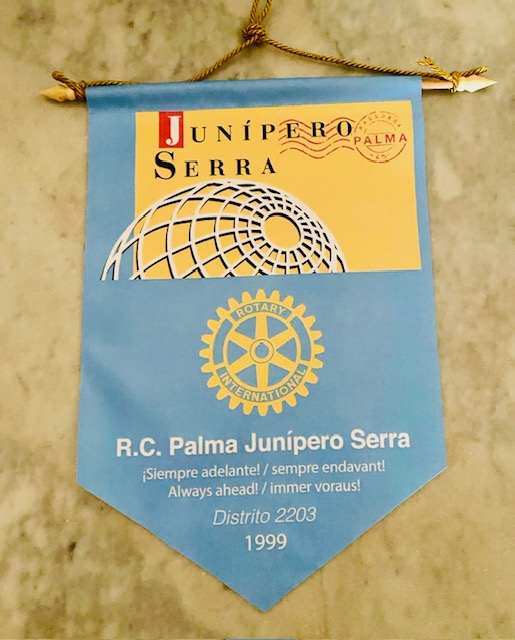 JUNÍPERO
SERRA
PALMA
ROTARY
INTERNATIONAL
R.C. Palma Junípero Serra
¡Siempre adelante! / sempre endavant!
Always ahead! / immer voraus!
Distrito 2203
1999